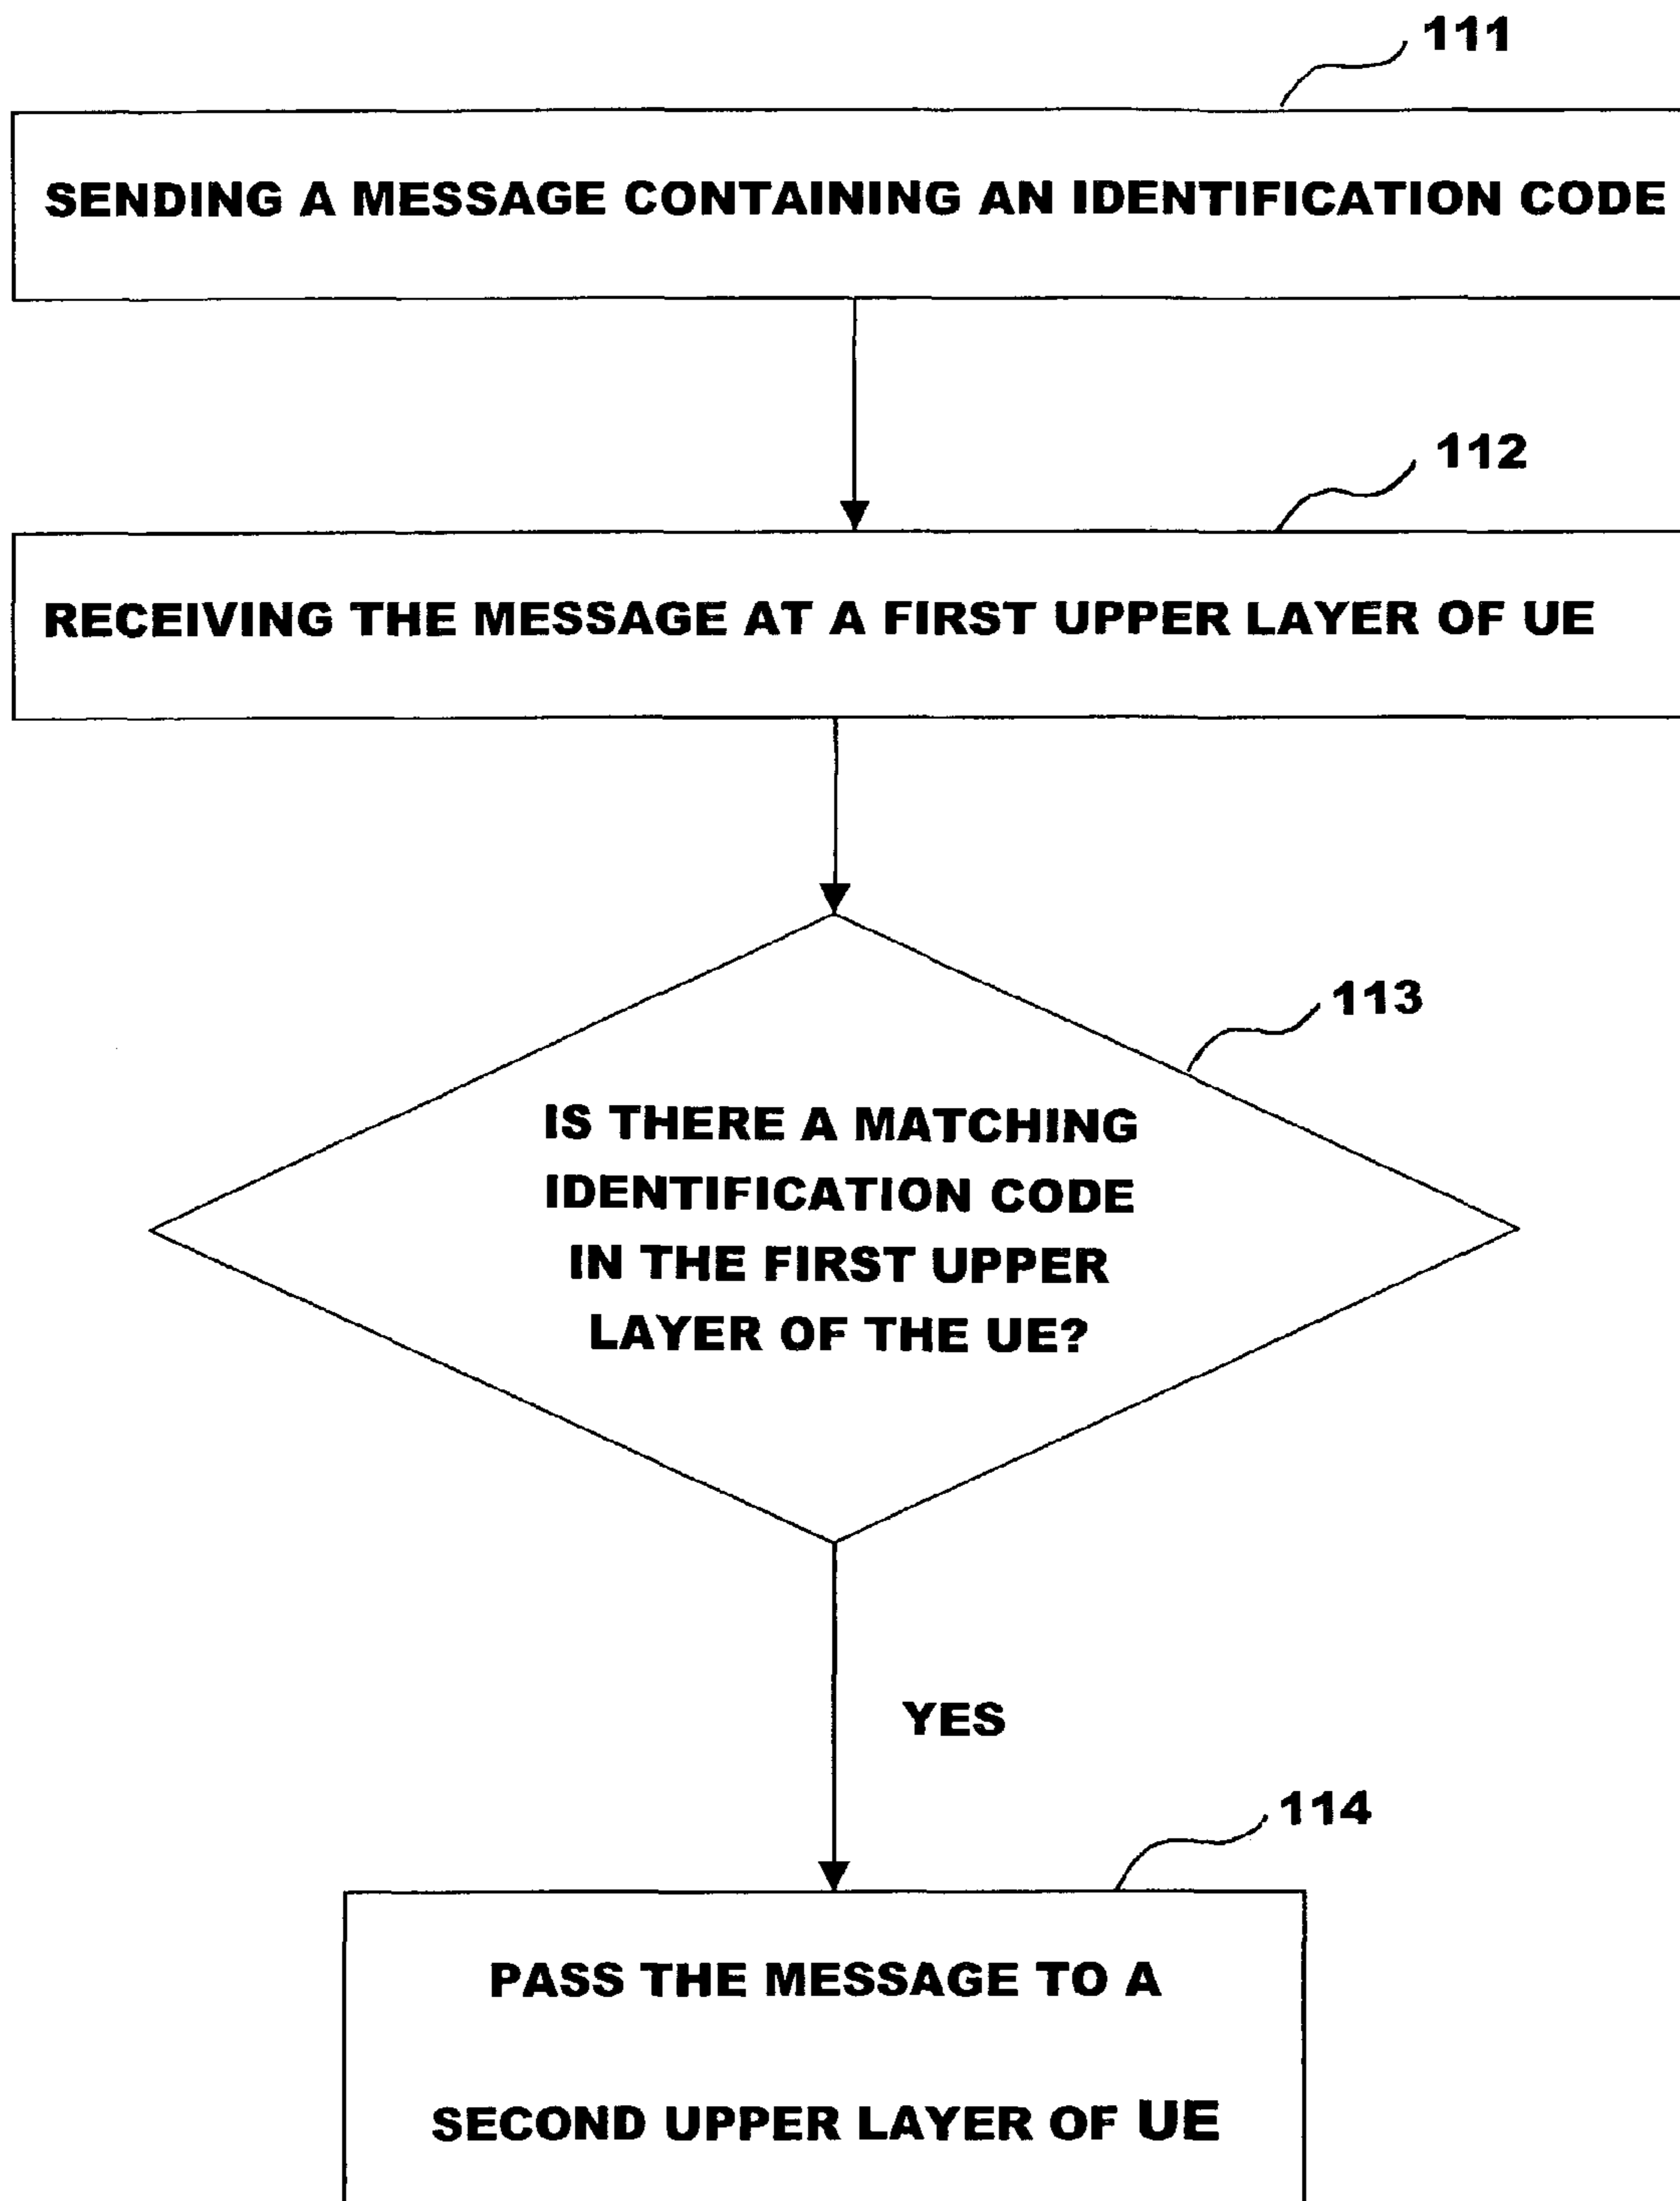 111
SENDING A MESSAGE CONTAINING AN IDENTIFICATION CODE
112
RECEIVING THE MESSAGE AT A FIRST UPPER LAYER OF UE
113
IS THERE A MATCHING
IDENTIFICATION CODE
IN THE FIRST UPPER
LAYER OF THE UE?
YES
114
PASS THE MESSAGE TO A
SECOND UPPER LAYER OF UE